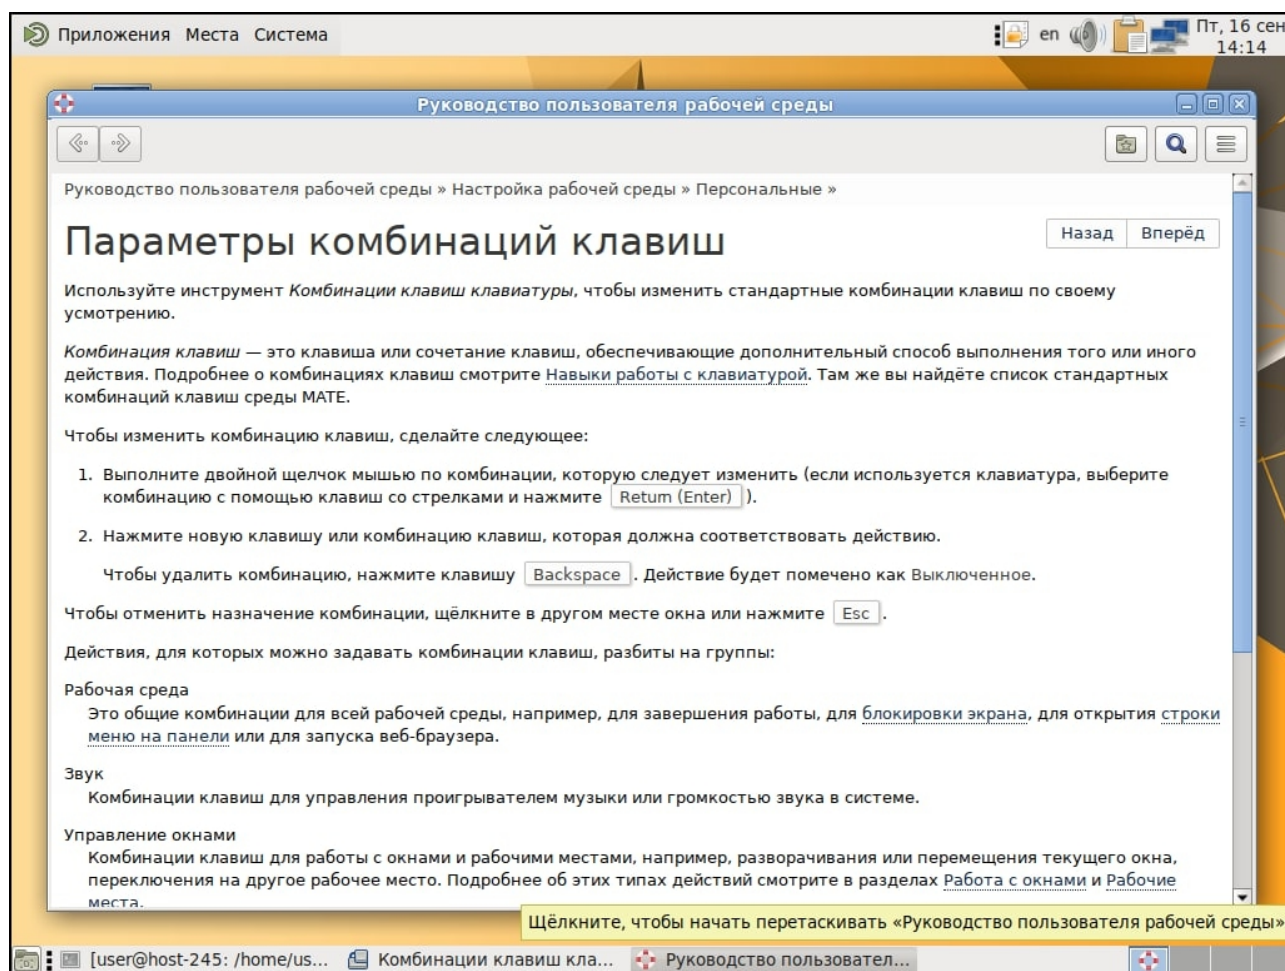 Приложения Места Система
en
Пт, 16 сен
14:14
Руководство пользователя рабочей среды
Руководство пользователя рабочей среды » Настройка рабочей среды » Персональные »
Параметры комбинаций клавиш
Назад Вперёд
Используйте инструмент Комбинации клавиш клавиатуры, чтобы изменить стандартные комбинации клавиш по своему
усмотрению.
Комбинация клавиш — это клавиша или сочетание клавиш, обеспечивающие дополнительный способ выполнения того или иного
действия. Подробнее о комбинациях клавиш смотрите Навыки работы с клавиатурой. Там же вы найдёте список стандартных
комбинаций клавиш среды MATE.
Чтобы изменить комбинацию клавиш, сделайте следующее:
1. Выполните двойной щелчок мышью по комбинации, которую следует изменить (если используется клавиатура, выберите
комбинацию с помощью клавиш со стрелками и нажмите Return (Enter) ).
2. Нажмите новую клавишу или комбинацию клавиш, которая должна соответствовать действию.
Чтобы удалить комбинацию, нажмите клавишу Backspace . Действие будет помечено как Выключенное.
Чтобы отменить назначение комбинации, щёлкните в другом месте окна или нажмите Esc .
Действия, для которых можно задавать комбинации клавиш, разбиты на группы:
Рабочая среда
Это общие комбинации для всей рабочей среды, например, для завершения работы, для блокировки экрана, для открытия строки
меню на панели или для запуска веб-браузера.
Звук
Комбинации клавиш для управления проигрывателем музыки или громкостью звука в системе.
Управление окнами
Комбинации клавиш для работы с окнами и рабочими местами, например, разворачивания или перемещения текущего окна,
переключения на другое рабочее место. Подробнее об этих типах действий смотрите в разделах Работа с окнами и Рабочие
места.
Щёлкните, чтобы начать перетаскивать «Руководство пользователя рабочей среды»
[user@host-245: /home/us... Комбинации клавиш кла... Руководство пользовател...